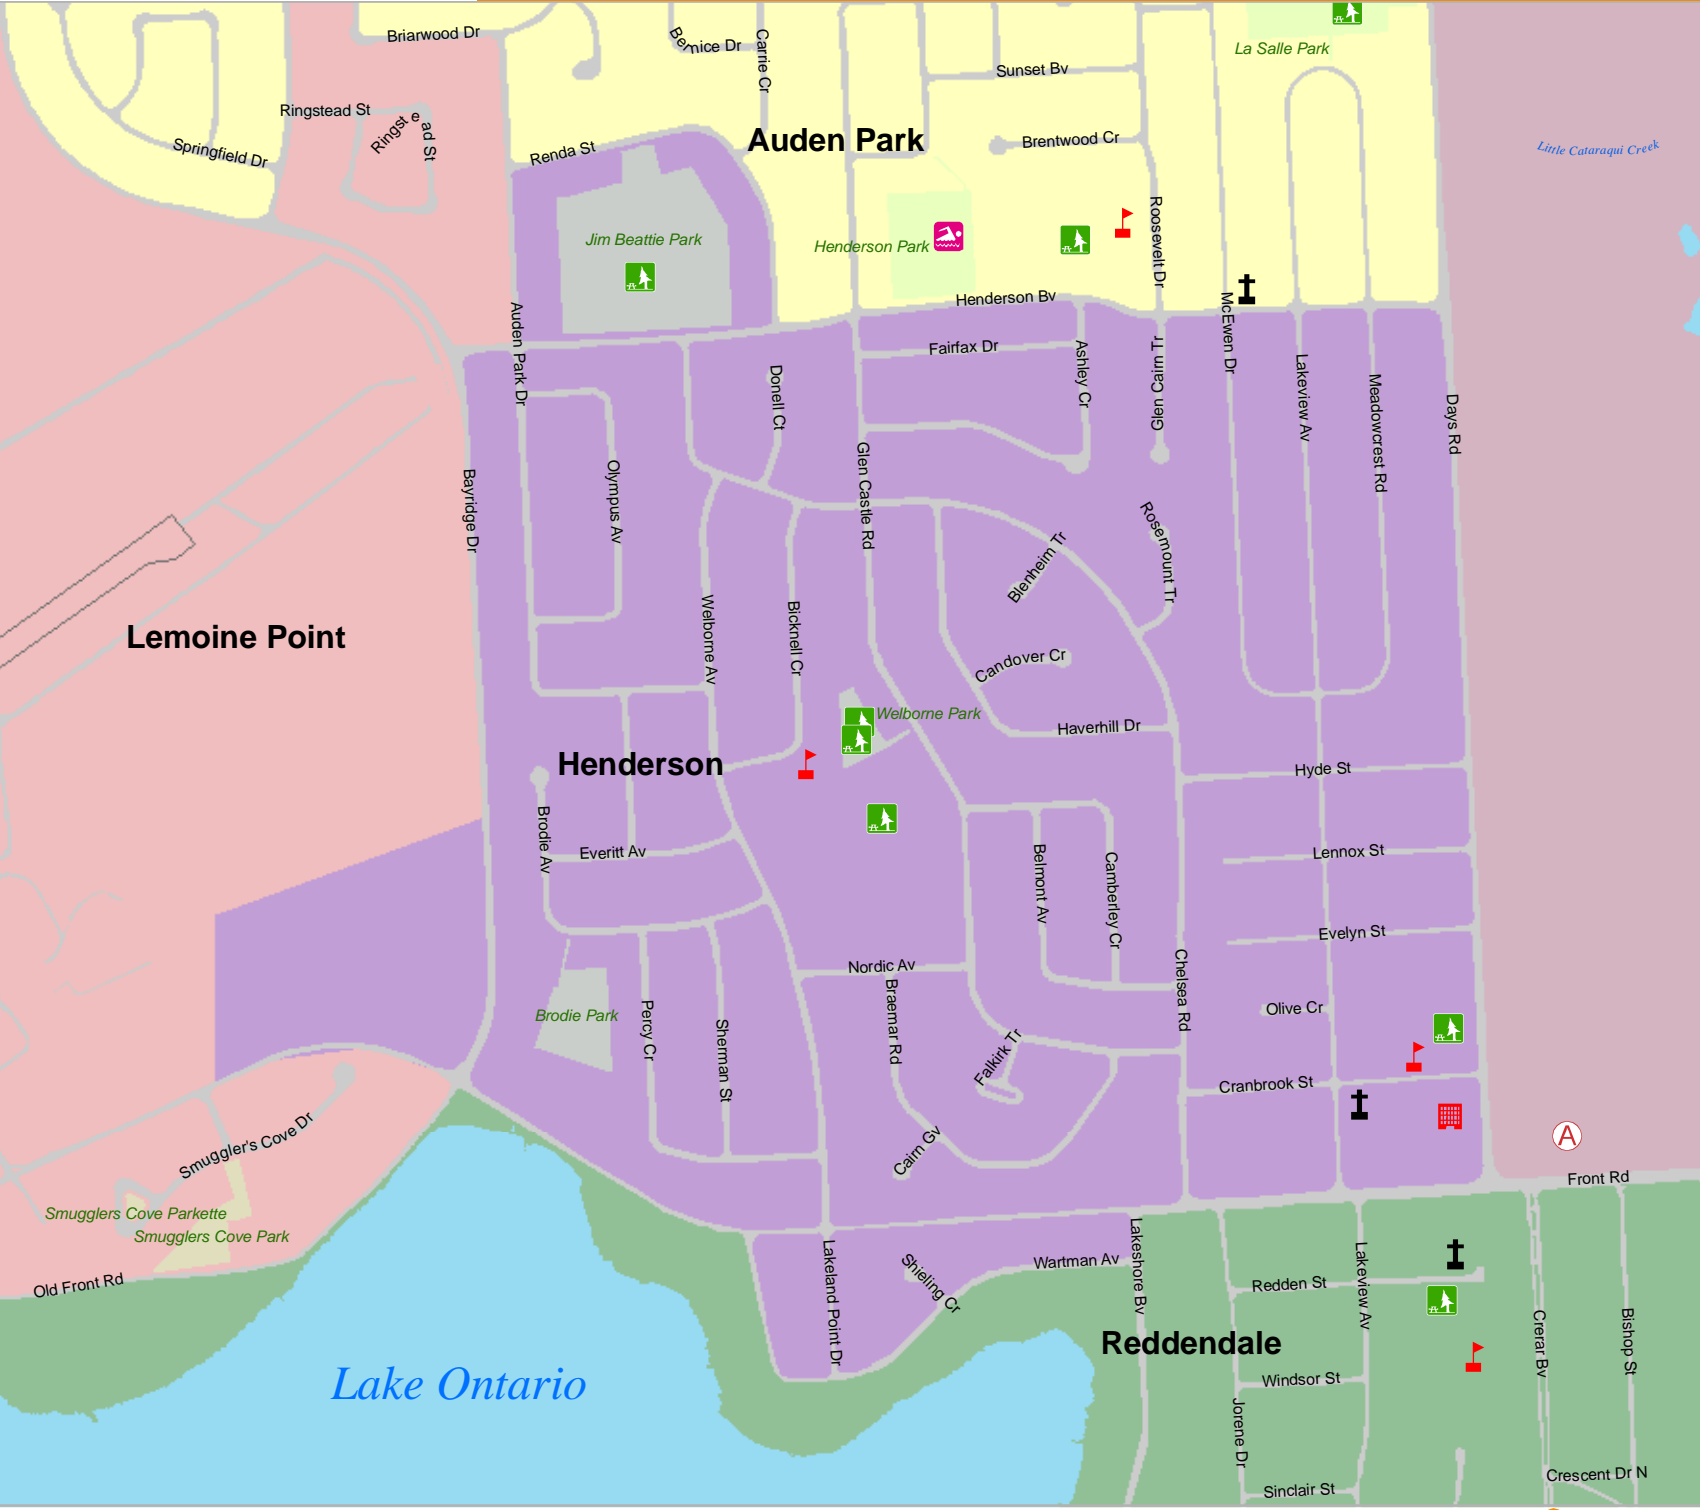 Briarwood Dr
Bernice Dr
Carrie Cr
La Salle Park
Sunset Bv
Ringstead St
Ringstead St
Springfield Dr
Renda St
Auden Park
Brentwood Cr
Little Cataraqui Creek
Jim Beattie Park
Henderson Park
Roosevelt Dr
Henderson Bv
McEwen Dr
Auden Park Dr
Fairfax Dr
Ashley Cr
Glen Cairn Tr
Donell Ct
Lakeview Av
Meadowcrest Rd
Days Rd
Bayridge Dr
Olympus Av
Glen Castle Rd
Rosemount Tr
Blenheim Tr
Lemoine Point
Welborne Av
Bicknell Cr
Candover Cr
Welborne Park
Haverhill Dr
Henderson
Hyde St
Brodie Av
Everitt Av
Belmont Av
Camberley Cr
Lennox St
Evelyn St
Nordic Av
Chelsea Rd
Brodie Park
Percy Cr
Sherman St
Braemar Rd
Falkirk Tr
Olive Cr
Cranbrook St
Smuggler's Cove Dr
Cairn Gv
A
Front Rd
Smugglers Cove Parkette
Smugglers Cove Park
Old Front Rd
Lakeland Point Dr
Shieling Cr
Wartman Av
Lakeshore Bv
Redden St
Lakeview Av
Crerar Bv
Bishop St
Reddendale
Lake Ontario
Windsor St
Jorene Dr
Crescent Dr N
Sinclair St